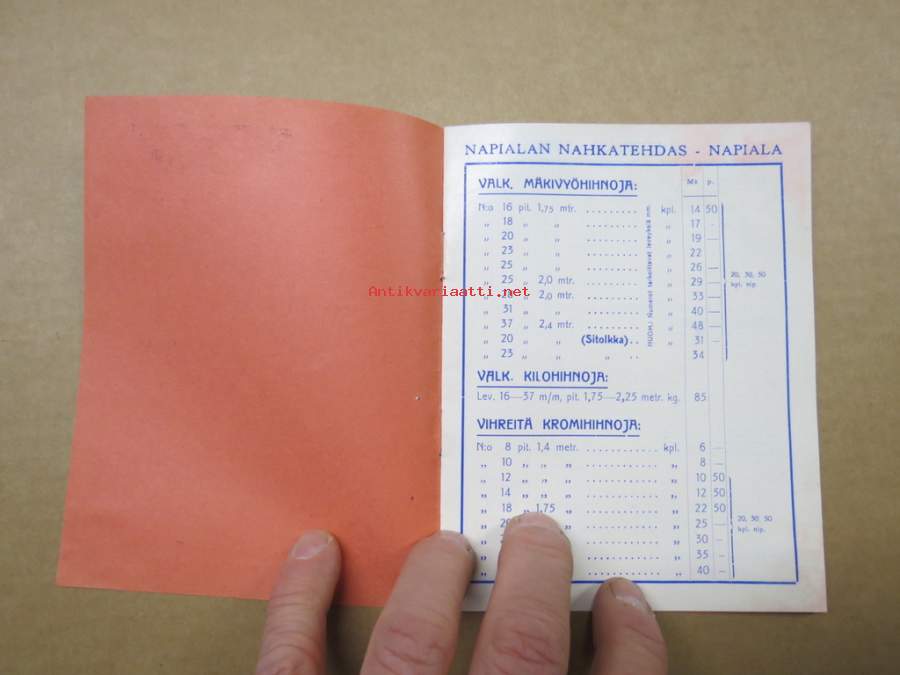 NAPIALAN NAHKATEHDAS - NAPIALA
VALK. MÄKIVYÖHIHNOJA: Mk p.
N:o 16 pit. 1,75 mtr. ......... kpl. 14 50
„ 18 „ „ ......... „ 17 -
„ 20 „ „ ......... „ 19 —
„ 23 „ „ ......... „ 22 —
„ 25 „ „ ......... „ 26 —
„ 25 „ 2,0 mtr. ......... „ 29 —
„ 28 „ 2,0 mtr. ......... „ 33 —
„ 31 „ „ ......... „ 40 —
„ 37 „ 2,4 mtr. ......... „ 48 —
„ 20 „ „ (Sitolkka) .. „ 31 —
„ 23 „ „ „ .. 34
HUOM.! Numerot tarkoittavat leveyksiä mm.
20, 30, 50
kpl. nip.
Antikvariaatti.net
VALK. KILOHIHNOJA:
Lev. 16—37 m/m, pit. 1,75—2,25 metr. kg. 85
VIHREITÄ KROMIHIHNOJA:
N:o 8 pit. 1,4 metr. ............ kpl. 6 —
„ 10 „ „ „ ............ „ 8 —
„ 12 „ „ „ ............ „ 10 50
„ 14 „ „ „ ............ „ 12 50
„ 18 „ 1,75 „ ............ „ 22 50
„ „ ............ „ 25 —
„ ............ „ 30 —
„ ............ „ 35 —
„ ............ „ 40 —
20, 30, 50
kpl. nip.